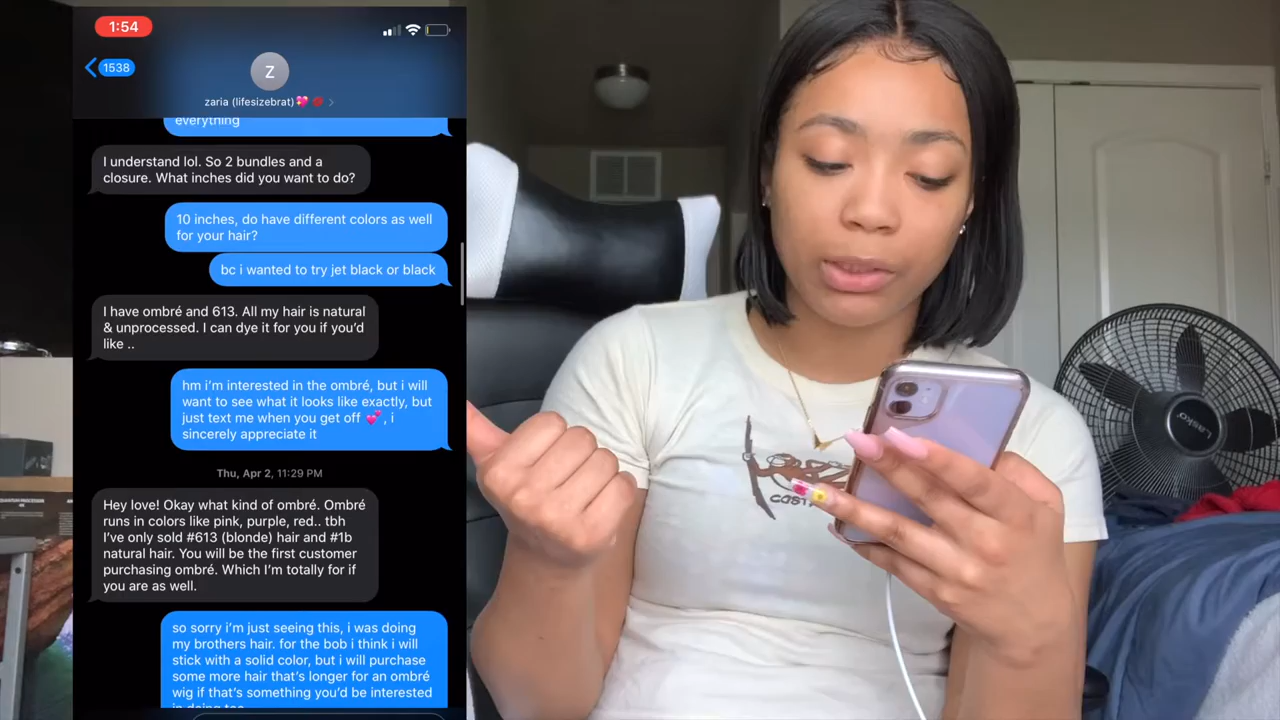 1:54
1538
Z
zaria (lifesizebrat)💖💋 >
everything
I understand lol. So 2 bundles and a
closure. What inches did you want to do?
10 inches, do have different colors as well
for your hair?
bc i wanted to try jet black or black
I have ombré and 613. All my hair is natural
& unprocessed. I can dye it for you if you'd
like ..
hm i'm interested in the ombré, but i will
want to see what it looks like exactly, but
just text me when you get off 💕, i
sincerely appreciate it
Thu, Apr 2, 11:29 PM
Hey love! Okay what kind of ombré. Ombré
runs in colors like pink, purple, red.. tbh
I've only sold #613 (blonde) hair and #1b
natural hair. You will be the first customer
purchasing ombré. Which I'm totally for if
you are as well.
so sorry i'm just seeing this, i was doing
my brothers hair. for the bob i think i will
stick with a solid color, but i will purchase
some more hair that's longer for an ombré
wig if that's something you'd be interested
in doing too
LASKO